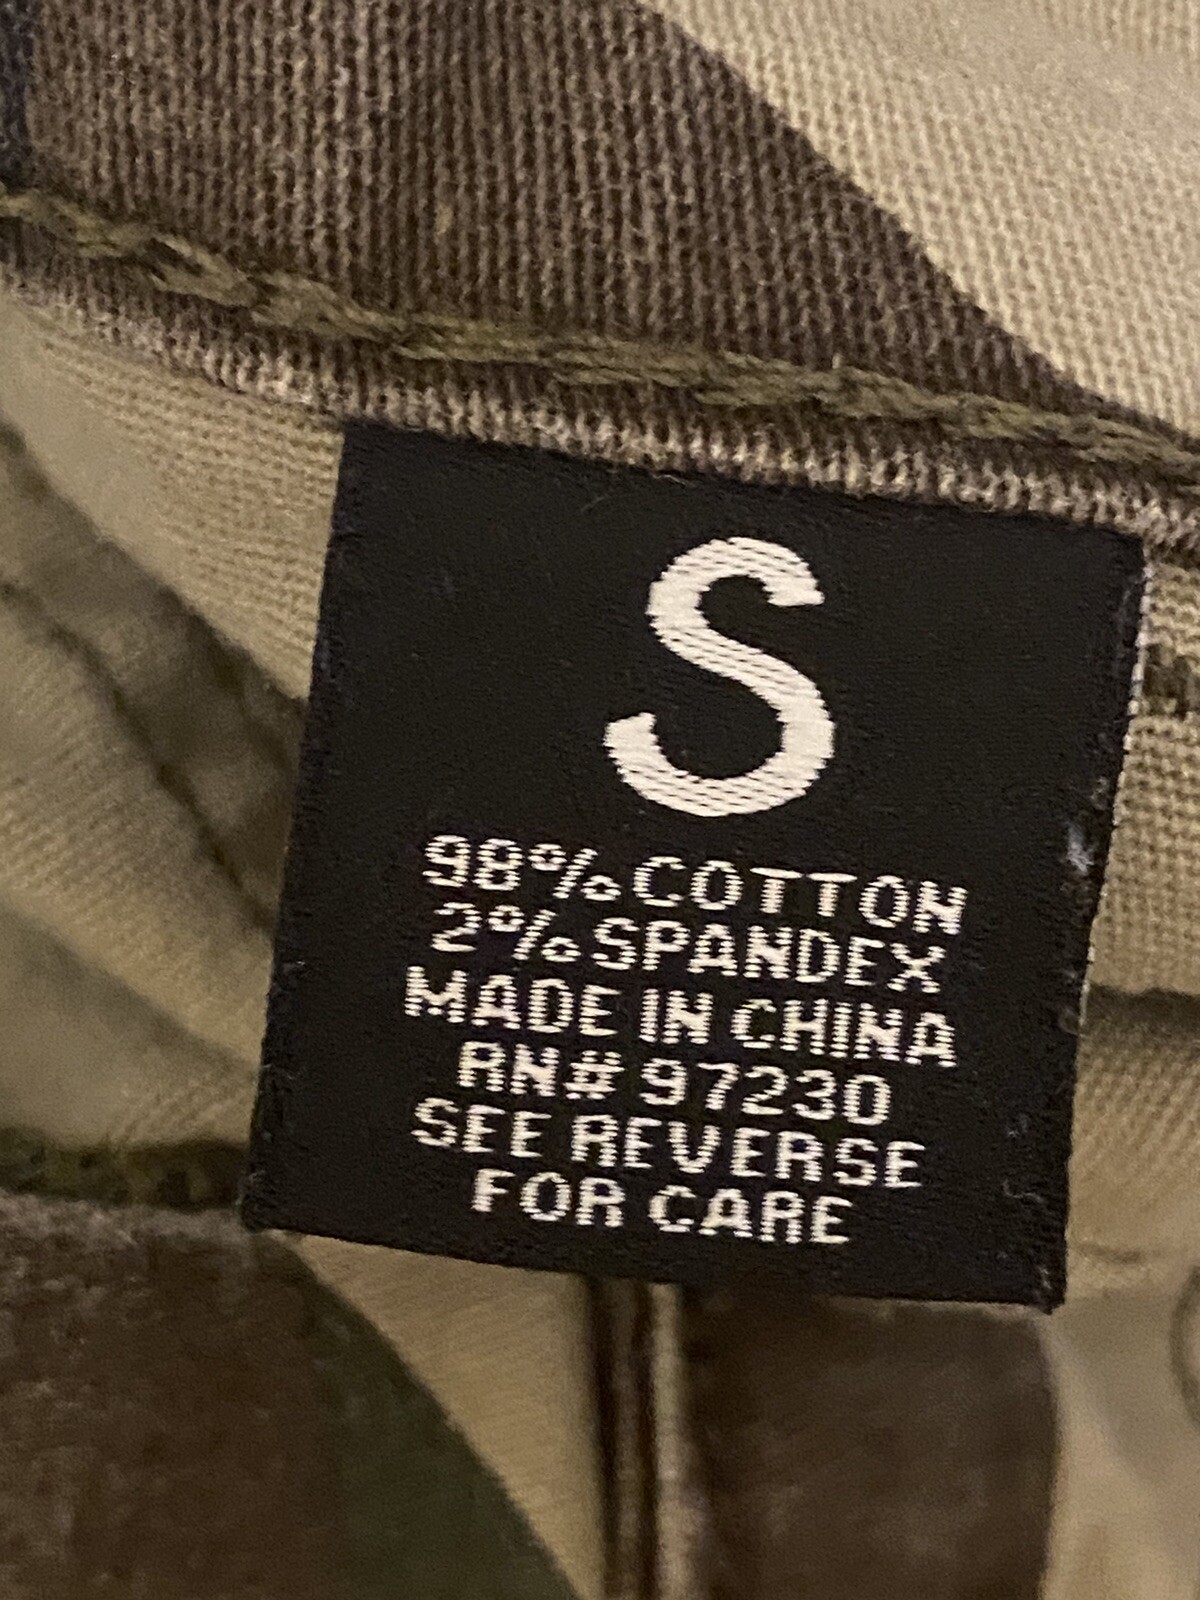 S
98% COTTON
2% SPANDEX
MADE IN CHINA
RN# 97230
SEE REVERSE
FOR CARE